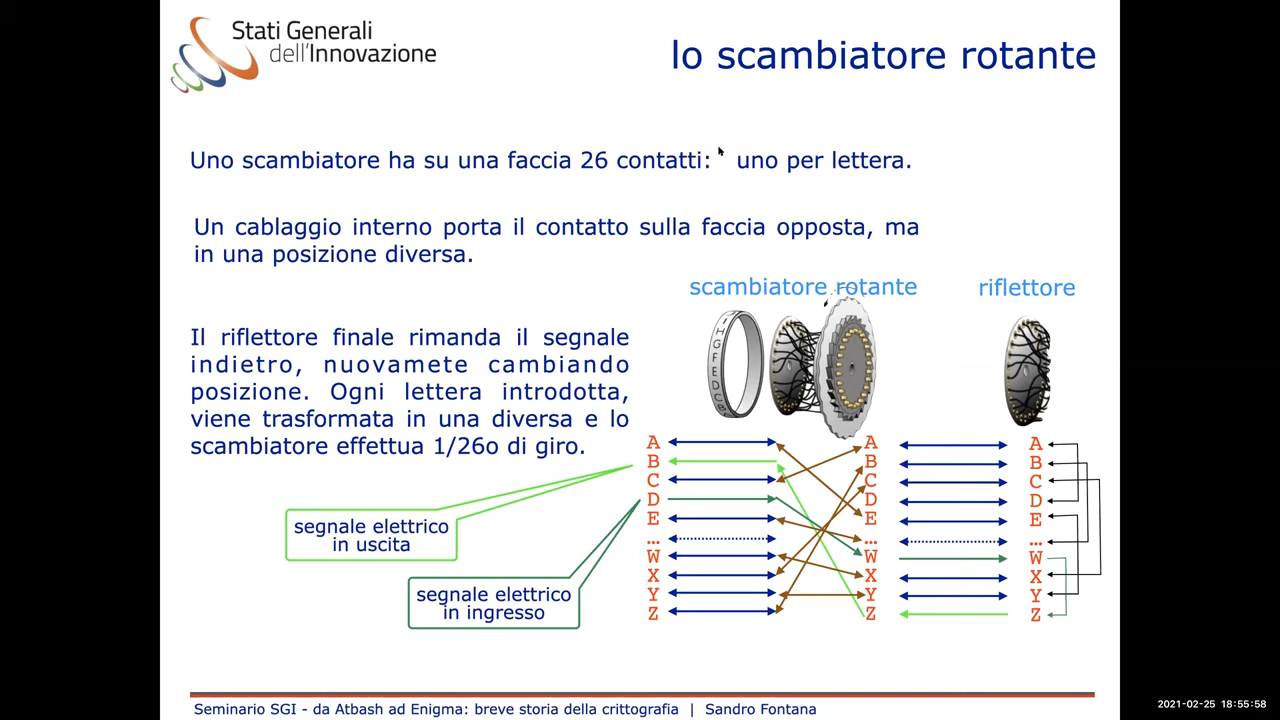 Stati Generali
dell'Innovazione
lo scambiatore rotante
Uno scambiatore ha su una faccia 26 contatti: uno per lettera.
Un cablaggio interno porta il contatto sulla faccia opposta, ma
in una posizione diversa.
scambiatore rotante
riflettore
Il riflettore finale rimanda il segnale
indietro, nuovamete cambiando
posizione. Ogni lettera introdotta,
viene trasformata in una diversa e lo
scambiatore effettua 1/26o di giro.
segnale elettrico
in uscita
segnale elettrico
in ingresso
A A A
B B B
C C C
D D D
E E E
... ... ...
W W W
X X X
Y Y Y
Z Z Z
Seminario SGI - da Atbash ad Enigma: breve storia della crittografia | Sandro Fontana
2021-02-25 18:55:58